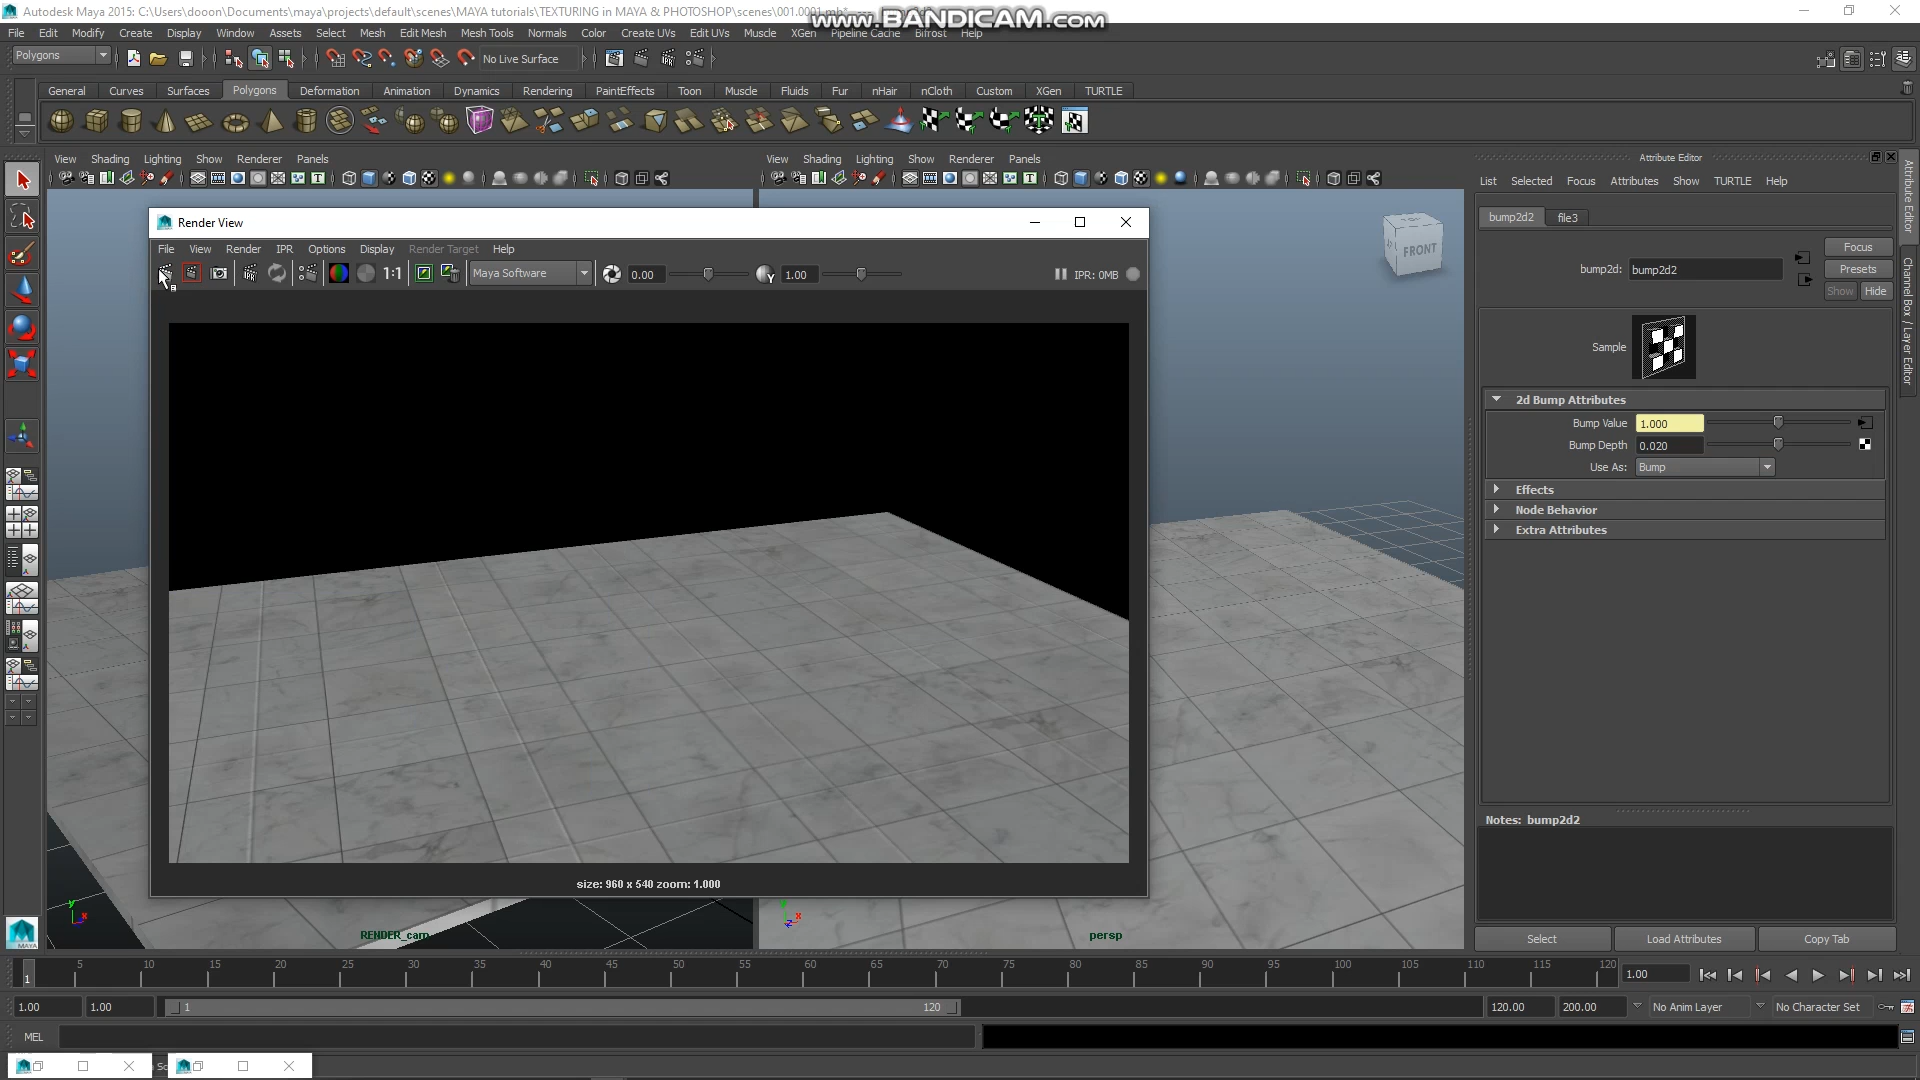 Autodesk Maya 2015: C:\Users\dooon\Documents\maya\projects\default\scenes\MAYA tutorials\TEXTURING in MAYA & PHOTOSHOP\scenes\001.0001.mb*
www.BANDICAM.com
File Edit Modify Create Display Window Assets Select Mesh Edit Mesh Mesh Tools Normals Color Create UVs Edit UVs Muscle XGen Pipeline Cache Bifrost Help
Polygons No Live Surface
General Curves Surfaces Polygons Deformation Animation Dynamics Rendering PaintEffects Toon Muscle Fluids Fur nHair nCloth Custom XGen TURTLE
View Shading Lighting Show Renderer Panels
View Shading Lighting Show Renderer Panels
Render View
File View Render IPR Options Display Render Target Help
1:1 Maya Software 0.00 1.00 IPR: 0MB
size: 960 x 540 zoom: 1.000
RENDER_cam
persp
FRONT
Attribute Editor
List Selected Focus Attributes Show TURTLE Help
bump2d2 file3
Focus
bump2d: bump2d2
Presets
Show Hide
Sample
2d Bump Attributes
Bump Value 1.000
Bump Depth 0.020
Use As: Bump
Effects
Node Behavior
Extra Attributes
Notes: bump2d2
Select Load Attributes Copy Tab
Attribute Editor
Channel Box / Layer Editor
1 5 10 15 20 25 30 35 40 45 50 55 60 65 70 75 80 85 90 95 100 105 110 115 120 1.00
1.00 1.00 1 120 120.00 200.00 No Anim Layer No Character Set
MEL